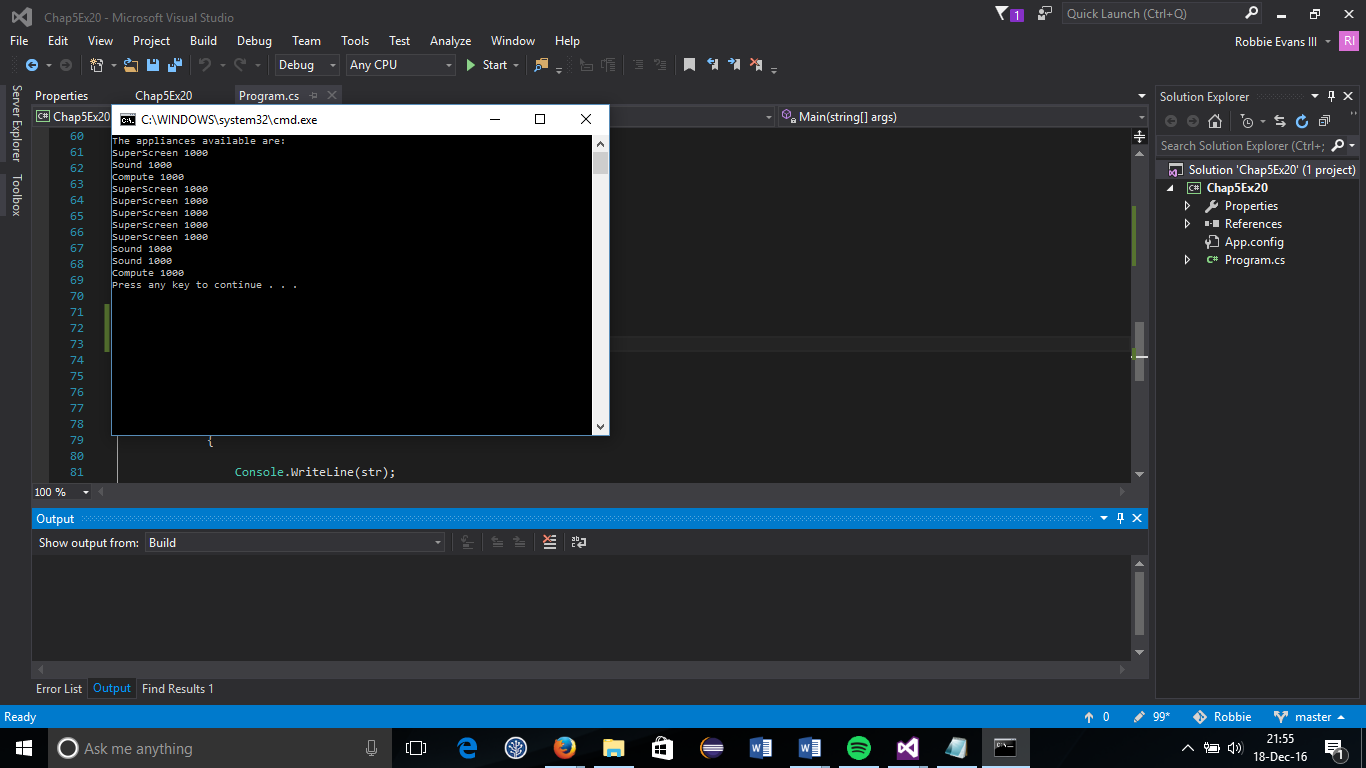 Chap5Ex20 - Microsoft Visual Studio
1
Quick Launch (Ctrl+Q)
File Edit View Project Build Debug Team Tools Test Analyze Window Help
Robbie Evans III
RI
Debug
Any CPU
Start
Server Explorer
Toolbox
Properties
Chap5Ex20
Program.cs
C# Chap5Ex20
Main(string[] args)
C:\WINDOWS\system32\cmd.exe
The appliances available are:
SuperScreen 1000
Sound 1000
Compute 1000
SuperScreen 1000
SuperScreen 1000
SuperScreen 1000
SuperScreen 1000
SuperScreen 1000
Sound 1000
Sound 1000
Compute 1000
Press any key to continue . . .
60
61
62
63
64
65
66
67
68
69
70
71
72
73
74
75
76
77
78
79 {
80
81 Console.WriteLine(str);
100 %
Solution Explorer
Search Solution Explorer (Ctrl+;
Solution 'Chap5Ex20' (1 project)
C# Chap5Ex20
Properties
References
App.config
C# Program.cs
Output
Show output from: Build
Error List Output Find Results 1
Ready
0
99*
Robbie
master
Ask me anything
21:55
18-Dec-16
1